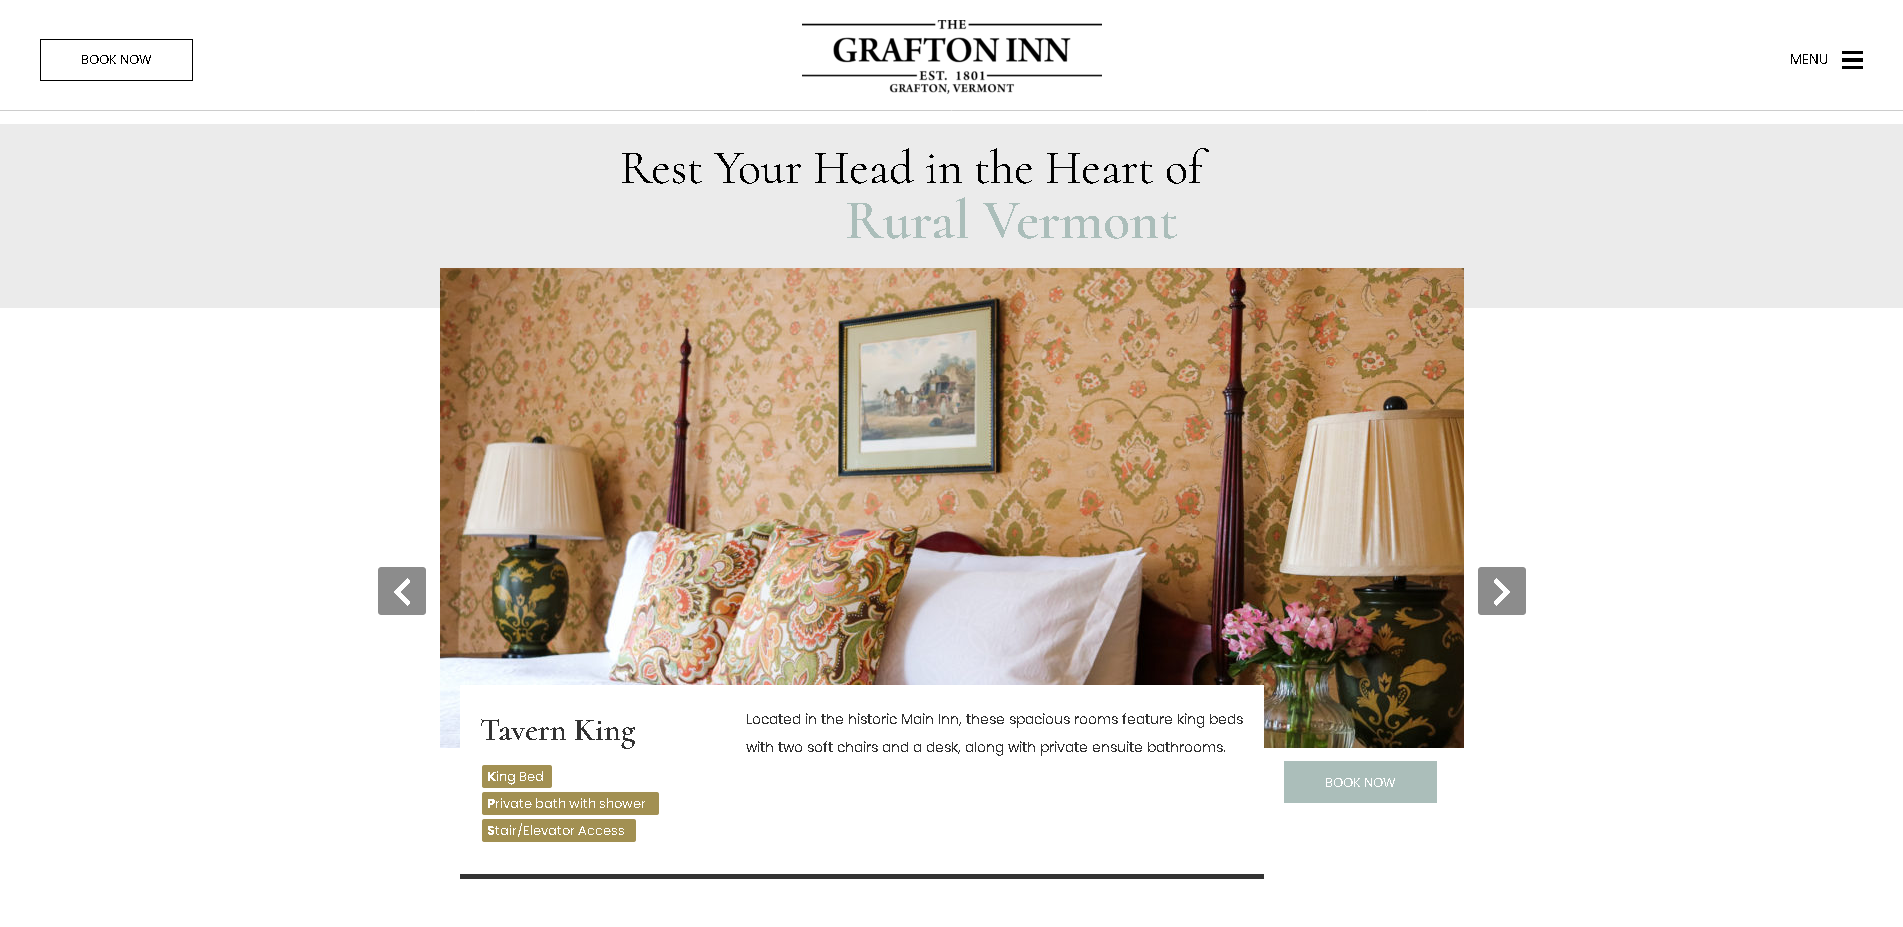 BOOK NOW
THE
GRAFTON INN
EST. 1801
GRAFTON, VERMONT
MENU
Rest Your Head in the Heart of
Rural Vermont
Tavern King
King Bed
Private bath with shower
Stair/Elevator Access
Located in the historic Main Inn, these spacious rooms feature king beds
with two soft chairs and a desk, along with private ensuite bathrooms.
BOOK NOW